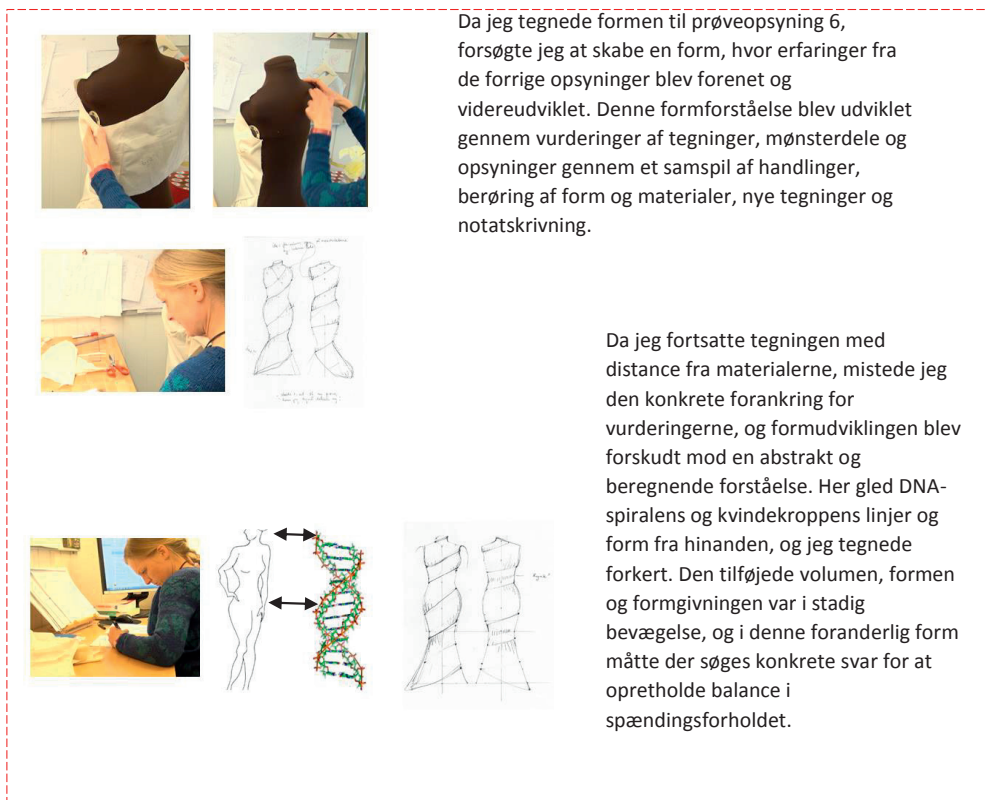 Da jeg tegnede formen til prøveopsyning 6,
forsøgte jeg at skabe en form, hvor erfaringer fra
de forrige opsyninger blev forenet og
videreudviklet. Denne formforståelse blev udviklet
gennem vurderinger af tegninger, mønsterdele og
opsyninger gennem et samspil af handlinger,
berøring af form og materialer, nye tegninger og
notatskrivning.
Da jeg fortsatte tegningen med
distance fra materialerne, mistede jeg
den konkrete forankring for
vurderingerne, og formudviklingen blev
forskudt mod en abstrakt og
beregnende forståelse. Her gled DNA-
spiralens og kvindekroppens linjer og
form fra hinanden, og jeg tegnede
forkert. Den tilføjede volumen, formen
og formgivningen var i stadig
bevægelse, og i denne foranderlig form
måtte der søges konkrete svar for at
opretholde balance i
spændingsforholdet.